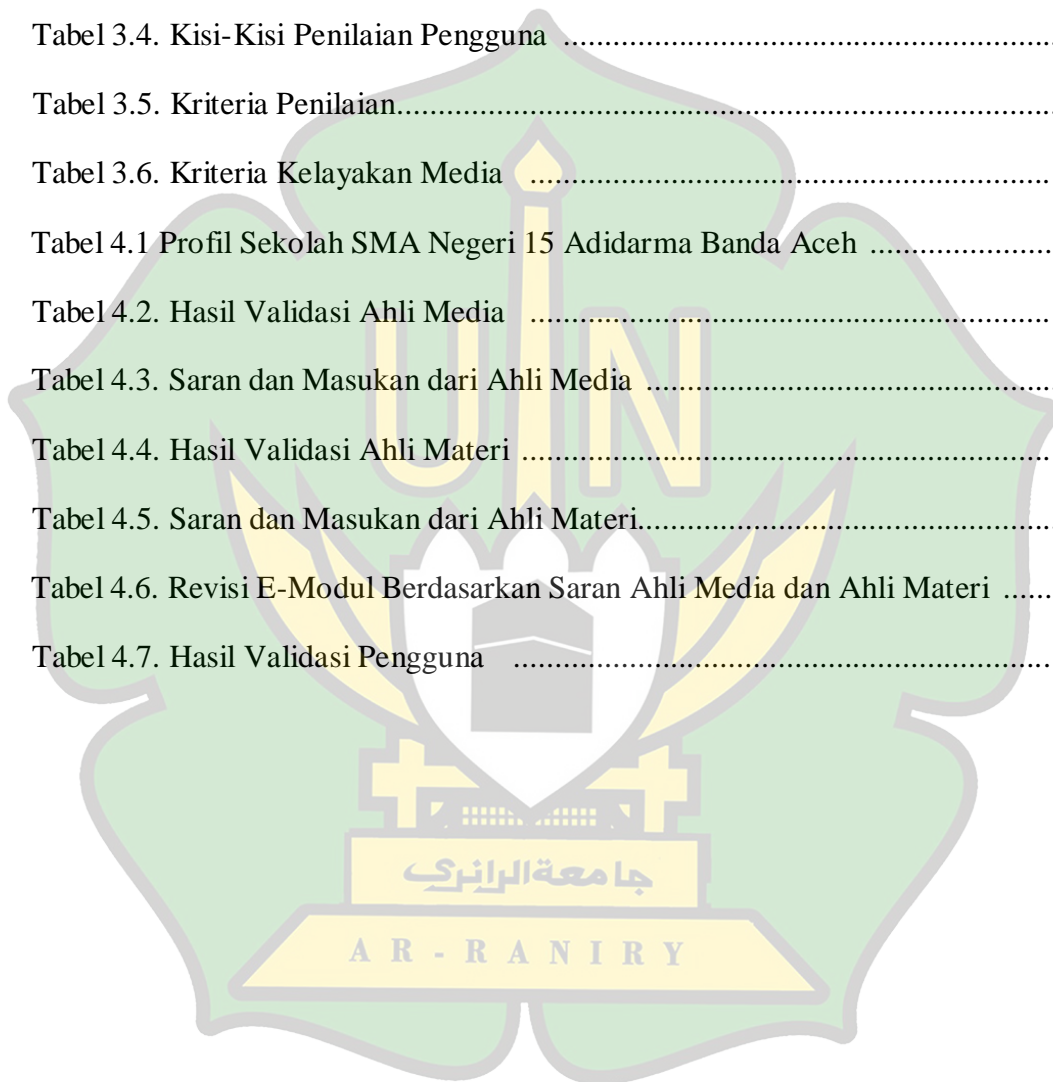 Tabel 3.4. Kisi-Kisi Penilaian Pengguna ........................................................
Tabel 3.5. Kriteria Penilaian................................................................................
Tabel 3.6. Kriteria Kelayakan Media ...............................................................
Tabel 4.1 Profil Sekolah SMA Negeri 15 Adidarma Banda Aceh ......................
Tabel 4.2. Hasil Validasi Ahli Media ...............................................................
Tabel 4.3. Saran dan Masukan dari Ahli Media ..................................................
UIN
Tabel 4.4. Hasil Validasi Ahli Materi ................................................................
Tabel 4.5. Saran dan Masukan dari Ahli Materi..................................................
Tabel 4.6. Revisi E-Modul Berdasarkan Saran Ahli Media dan Ahli Materi ......
Tabel 4.7. Hasil Validasi Pengguna ..................................................................
جامعة الرانري
AR-RANIRY